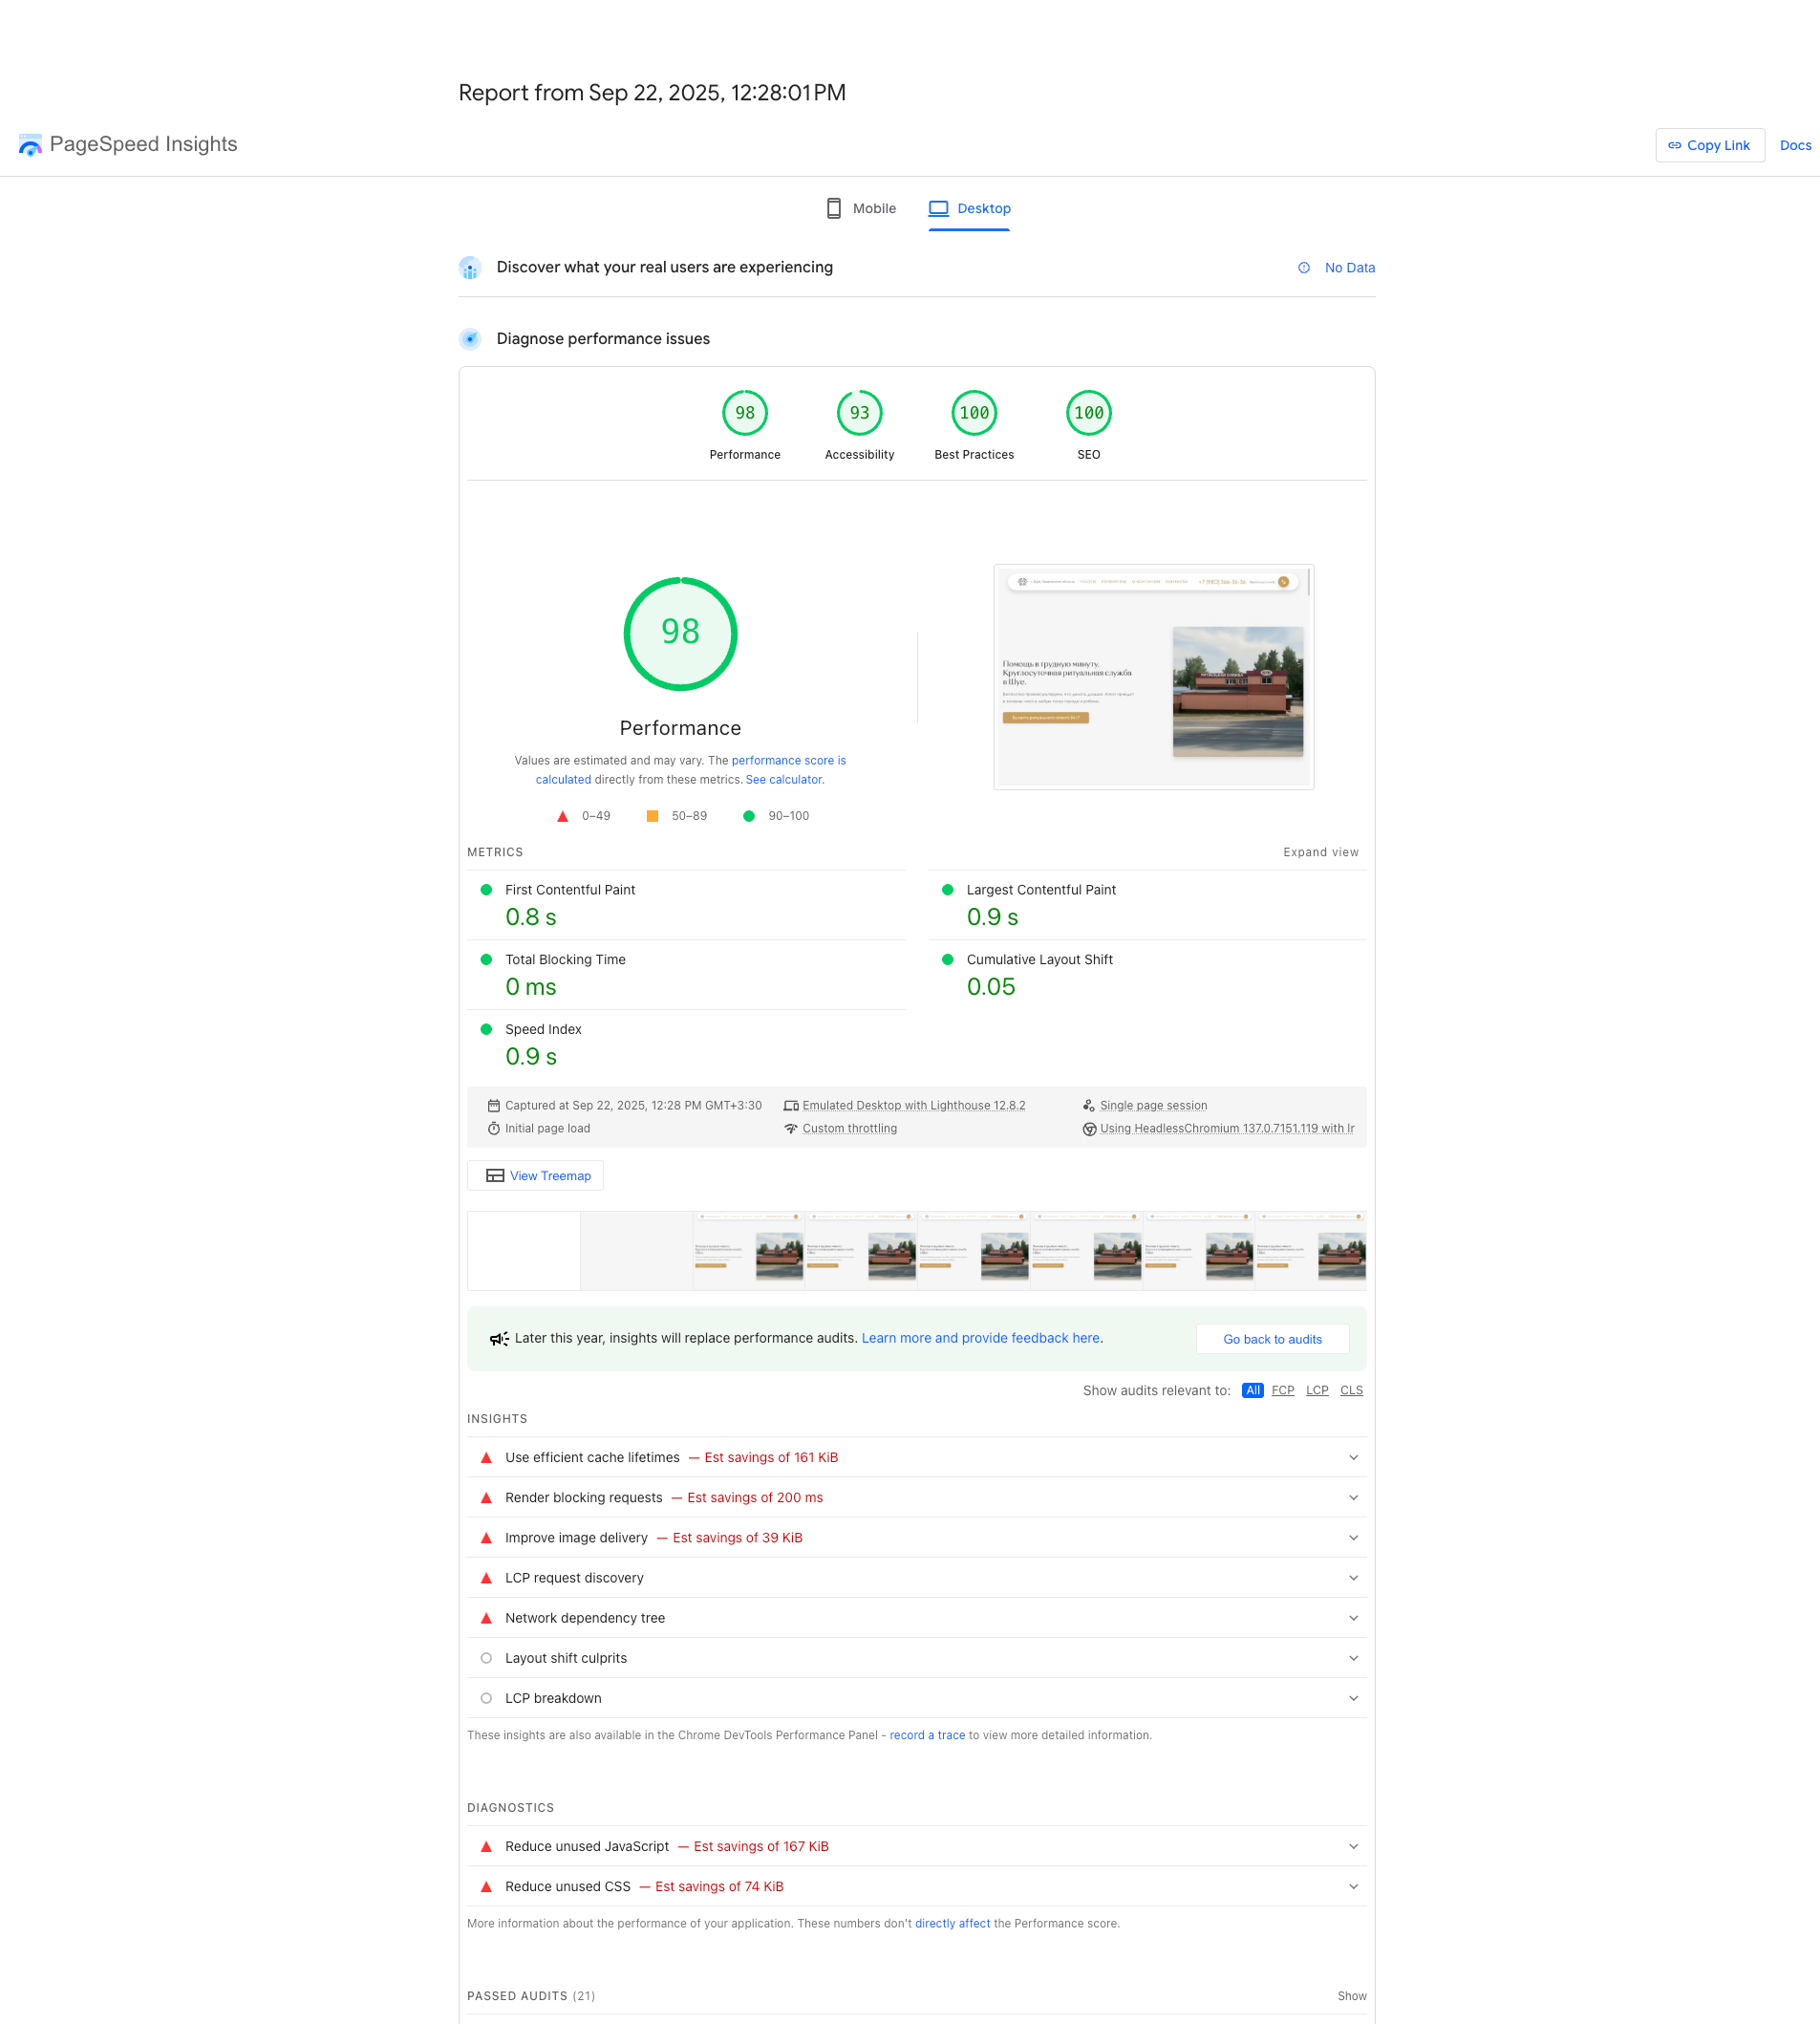 Report from Sep 22, 2025, 12:28:01 PM
PageSpeed Insights
Copy Link
Docs
Mobile
Desktop
Discover what your real users are experiencing
No Data
Diagnose performance issues
98
93
100
100
Performance
Accessibility
Best Practices
SEO
98
Performance
Values are estimated and may vary. The performance score is
calculated directly from these metrics. See calculator.
0–49
50–89
90–100
Помощь в трудную минуту.
Круглосуточная ритуальная служба
в Шуе.
METRICS
Expand view
First Contentful Paint
0.8 s
Largest Contentful Paint
0.9 s
Total Blocking Time
0 ms
Cumulative Layout Shift
0.05
Speed Index
0.9 s
Captured at Sep 22, 2025, 12:28 PM GMT+3:30
Emulated Desktop with Lighthouse 12.8.2
Single page session
Initial page load
Custom throttling
Using HeadlessChromium 137.0.7151.119 with lr
View Treemap
Later this year, insights will replace performance audits. Learn more and provide feedback here.
Go back to audits
Show audits relevant to: All FCP LCP CLS
INSIGHTS
Use efficient cache lifetimes — Est savings of 161 KiB
Render blocking requests — Est savings of 200 ms
Improve image delivery — Est savings of 39 KiB
LCP request discovery
Network dependency tree
Layout shift culprits
LCP breakdown
These insights are also available in the Chrome DevTools Performance Panel - record a trace to view more detailed information.
DIAGNOSTICS
Reduce unused JavaScript — Est savings of 167 KiB
Reduce unused CSS — Est savings of 74 KiB
More information about the performance of your application. These numbers don't directly affect the Performance score.
PASSED AUDITS (21)
Show